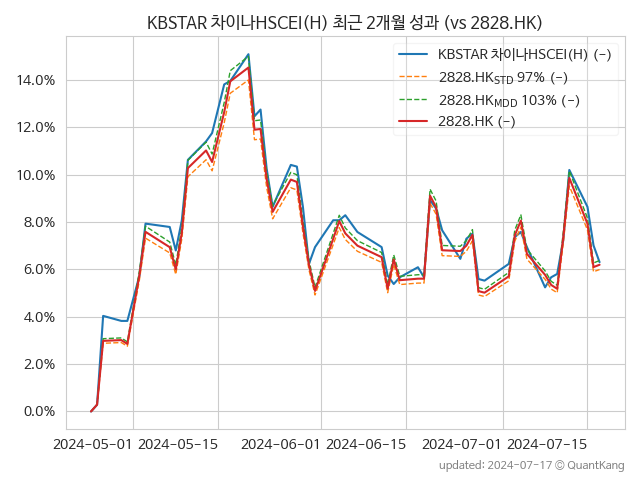 KBSTAR 차이나HSCEI(H) 최근 2개월 성과 (vs 2828.HK)
KBSTAR 차이나HSCEI(H) (-)
2828.HK_STD 97% (-)
2828.HK_MDD 103% (-)
2828.HK (-)
14.0%
12.0%
10.0%
8.0%
6.0%
4.0%
2.0%
0.0%
2024-05-01 2024-05-15 2024-06-01 2024-06-15 2024-07-01 2024-07-15
updated: 2024-07-17 © QuantKang